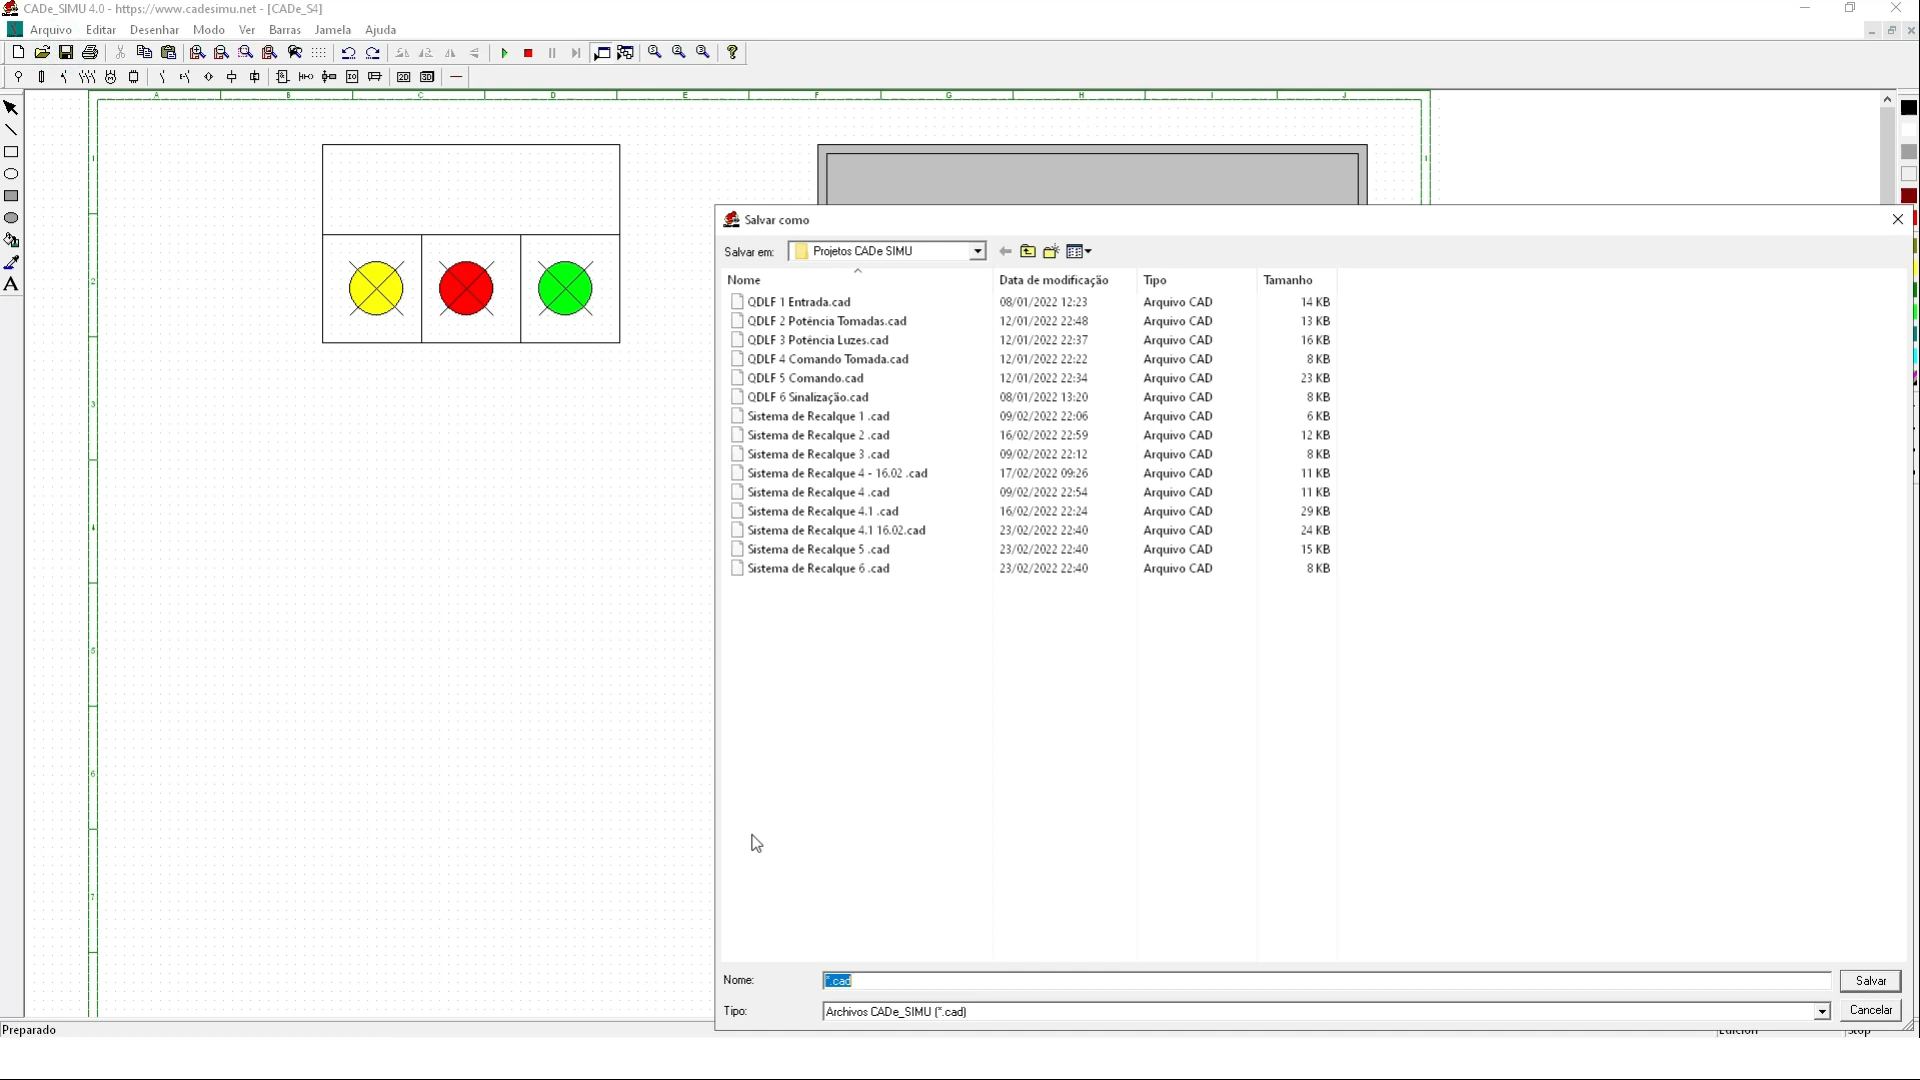 CADe_SIMU 4.0 - https://www.cadesimu.net - [CADe_S4]
Arquivo Editar Desenhar Modo Ver Barras Jamela Ajuda
A B C D E F G H I J
1 1
2
3
4
5
6
7
Salvar como
Salvar em: Projetos CADe SIMU
Nome Data de modificação Tipo Tamanho
QDLF 1 Entrada.cad 08/01/2022 12:23 Arquivo CAD 14 KB
QDLF 2 Potência Tomadas.cad 12/01/2022 22:48 Arquivo CAD 13 KB
QDLF 3 Potência Luzes.cad 12/01/2022 22:37 Arquivo CAD 16 KB
QDLF 4 Comando Tomada.cad 12/01/2022 22:22 Arquivo CAD 8 KB
QDLF 5 Comando.cad 12/01/2022 22:34 Arquivo CAD 23 KB
QDLF 6 Sinalização.cad 08/01/2022 13:20 Arquivo CAD 8 KB
Sistema de Recalque 1 .cad 09/02/2022 22:06 Arquivo CAD 6 KB
Sistema de Recalque 2 .cad 16/02/2022 22:59 Arquivo CAD 12 KB
Sistema de Recalque 3 .cad 09/02/2022 22:12 Arquivo CAD 8 KB
Sistema de Recalque 4 - 16.02 .cad 17/02/2022 09:26 Arquivo CAD 11 KB
Sistema de Recalque 4 .cad 09/02/2022 22:54 Arquivo CAD 11 KB
Sistema de Recalque 4.1 .cad 16/02/2022 22:24 Arquivo CAD 29 KB
Sistema de Recalque 4.1 16.02.cad 23/02/2022 22:40 Arquivo CAD 24 KB
Sistema de Recalque 5 .cad 23/02/2022 22:40 Arquivo CAD 15 KB
Sistema de Recalque 6 .cad 23/02/2022 22:40 Arquivo CAD 8 KB
Nome: *.cad Salvar
Tipo: Archivos CADe_SIMU (*.cad) Cancelar
Preparado Edición Stop